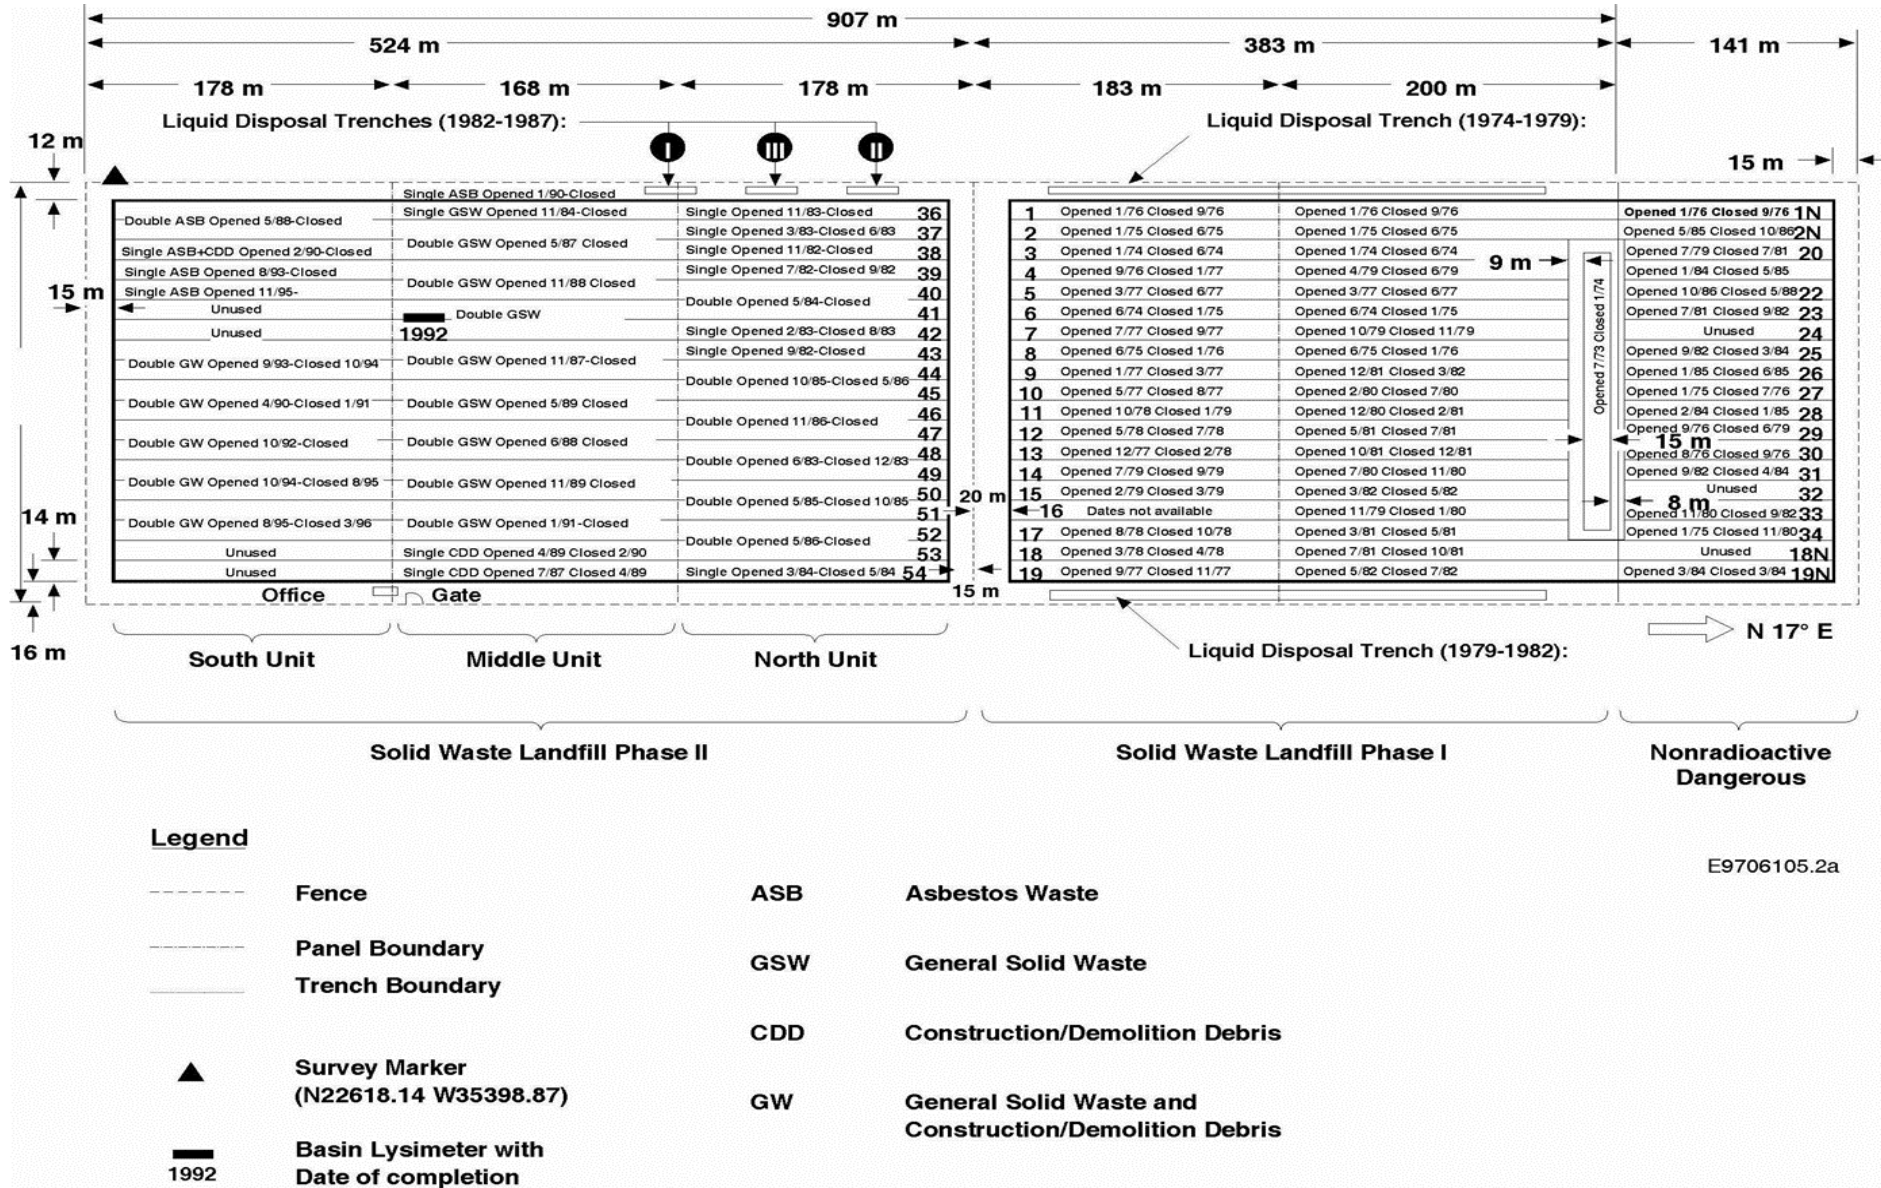 907 m
524 m 383 m 141 m
178 m 168 m 178 m 183 m 200 m
Liquid Disposal Trenches (1982-1987):
Liquid Disposal Trench (1974-1979):
12 m
I III II
15 m
Single ASB Opened 1/90-Closed
Double ASB Opened 5/88-Closed
Single ASB+CDD Opened 2/90-Closed
Single ASB Opened 8/93-Closed
Single ASB Opened 11/95-
15 m
Unused
Unused
Double GW Opened 9/93-Closed 10/94
Double GW Opened 4/90-Closed 1/91
Double GW Opened 10/92-Closed
Double GW Opened 10/94-Closed 8/95
Double GW Opened 8/95-Closed 3/96
Unused
Unused
14 m
16 m
Single GSW Opened 11/84-Closed
Double GSW Opened 5/87 Closed
Double GSW Opened 11/88 Closed
Double GSW
1992
Double GSW Opened 11/87-Closed
Double GSW Opened 5/89 Closed
Double GSW Opened 6/88 Closed
Double GSW Opened 11/89 Closed
Double GSW Opened 1/91-Closed
Single CDD Opened 4/89 Closed 2/90
Single CDD Opened 7/87 Closed 4/89
Single Opened 11/83-Closed 36
Single Opened 3/83-Closed 6/83 37
Single Opened 11/82-Closed 38
Single Opened 7/82-Closed 9/82 39
Double Opened 5/84-Closed 40
41
Single Opened 2/83-Closed 8/83 42
Single Opened 9/82-Closed 43
Double Opened 10/85-Closed 5/86 44
45
Double Opened 11/86-Closed 46
47
Double Opened 6/83-Closed 12/83 48
49
Double Opened 5/85-Closed 10/85 50
51
Double Opened 5/86-Closed 52
53
Single Opened 3/84-Closed 5/84 54
20 m
15 m
1 Opened 1/76 Closed 9/76 Opened 1/76 Closed 9/76
2 Opened 1/75 Closed 6/75 Opened 1/75 Closed 6/75
3 Opened 1/74 Closed 6/74 Opened 1/74 Closed 6/74
4 Opened 9/76 Closed 1/77 Opened 4/79 Closed 6/79
5 Opened 3/77 Closed 6/77 Opened 3/77 Closed 6/77
6 Opened 6/74 Closed 1/75 Opened 6/74 Closed 1/75
7 Opened 7/77 Closed 9/77 Opened 10/79 Closed 11/79
8 Opened 6/75 Closed 1/76 Opened 6/75 Closed 1/76
9 Opened 1/77 Closed 3/77 Opened 12/81 Closed 3/82
10 Opened 5/77 Closed 8/77 Opened 2/80 Closed 7/80
11 Opened 10/78 Closed 1/79 Opened 12/80 Closed 2/81
12 Opened 5/78 Closed 7/78 Opened 5/81 Closed 7/81
13 Opened 12/77 Closed 2/78 Opened 10/81 Closed 12/81
14 Opened 7/79 Closed 9/79 Opened 7/80 Closed 11/80
15 Opened 2/79 Closed 3/79 Opened 3/82 Closed 5/82
16 Dates not available Opened 11/79 Closed 1/80
17 Opened 8/78 Closed 10/78 Opened 3/81 Closed 5/81
18 Opened 3/78 Closed 4/78 Opened 7/81 Closed 10/81
19 Opened 9/77 Closed 11/77 Opened 5/82 Closed 7/82
9 m
Opened 7/73 Closed 1/74
15 m
8 m
Opened 1/76 Closed 9/76 1N
Opened 5/85 Closed 10/86 2N
Opened 7/79 Closed 7/81 20
Opened 1/84 Closed 5/85
Opened 10/86 Closed 5/88 22
Opened 7/81 Closed 9/82 23
Unused 24
Opened 9/82 Closed 3/84 25
Opened 1/85 Closed 6/85 26
Opened 1/75 Closed 7/76 27
Opened 2/84 Closed 1/85 28
Opened 9/76 Closed 6/79 29
Opened 8/76 Closed 9/76 30
Opened 9/82 Closed 4/84 31
Unused 32
Opened 11/80 Closed 9/82 33
Opened 1/75 Closed 11/80 34
Unused 18N
Opened 3/84 Closed 3/84 19N
Office Gate
South Unit Middle Unit North Unit
Liquid Disposal Trench (1979-1982):
N 17° E
Solid Waste Landfill Phase II
Solid Waste Landfill Phase I
Nonradioactive
Dangerous
E9706105.2a
Legend
Fence
Panel Boundary
Trench Boundary
Survey Marker
(N22618.14 W35398.87)
1992
Basin Lysimeter with
Date of completion
ASB Asbestos Waste
GSW General Solid Waste
CDD Construction/Demolition Debris
GW General Solid Waste and
Construction/Demolition Debris